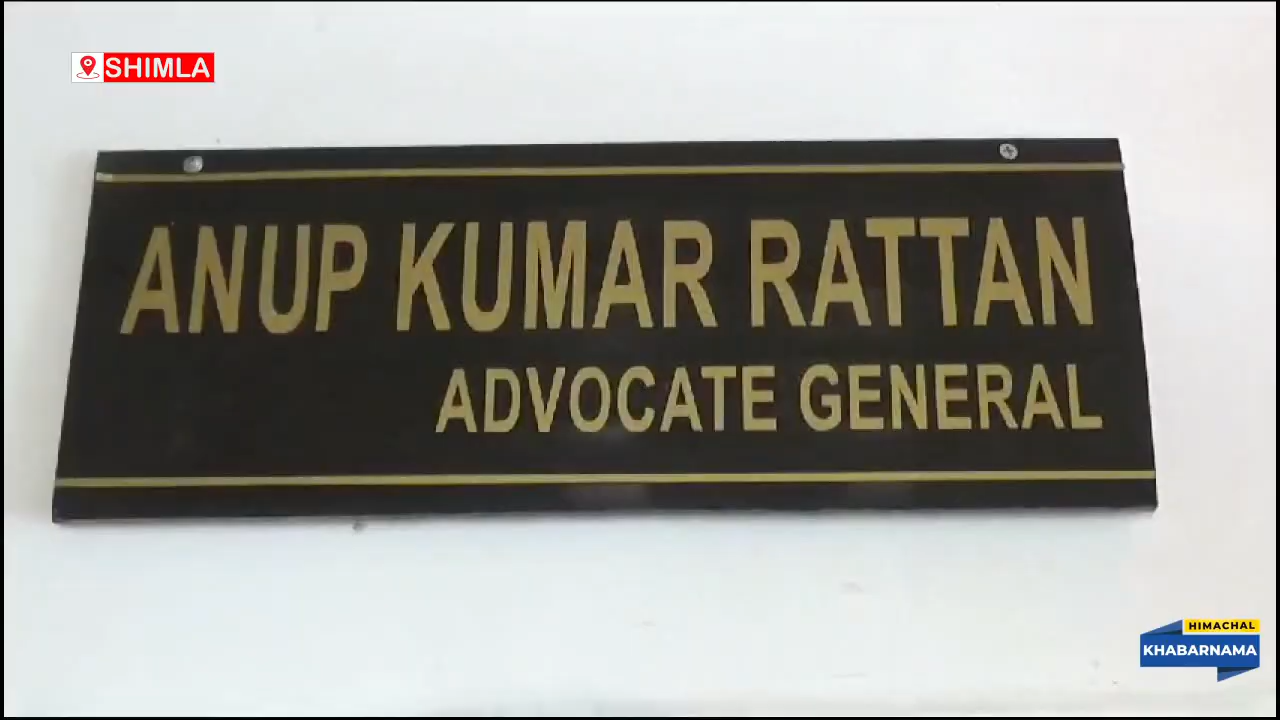 SHIMLA
ANUP KUMAR RATTAN
ADVOCATE GENERAL
HIMACHAL
KHABARNAMA